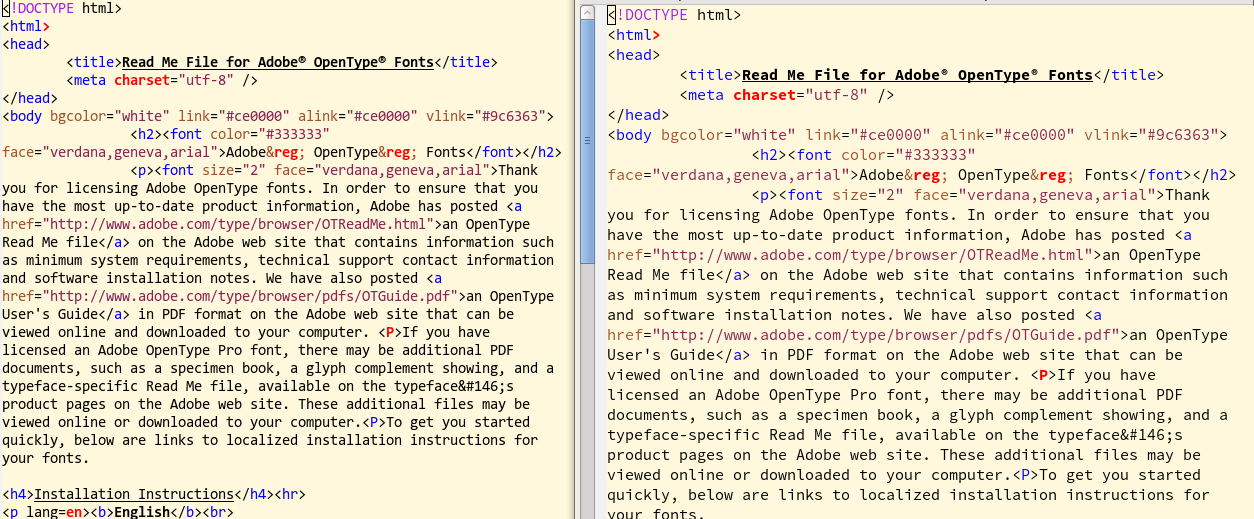 <!DOCTYPE html>
<html>
<head>
<title>Read Me File for Adobe® OpenType® Fonts</title>
<meta charset="utf-8" />
</head>
<body bgcolor="white" link="#ce0000" alink="#ce0000" vlink="#9c6363">
<h2><font color="#333333"
face="verdana,geneva,arial">Adobe&reg; OpenType&reg; Fonts</font></h2>
<p><font size="2" face="verdana,geneva,arial">Thank
you for licensing Adobe OpenType fonts. In order to ensure that you
have the most up-to-date product information, Adobe has posted <a
href="http://www.adobe.com/type/browser/OTReadMe.html">an OpenType
Read Me file</a> on the Adobe web site that contains information such
as minimum system requirements, technical support contact information
and software installation notes. We have also posted <a
href="http://www.adobe.com/type/browser/pdfs/OTGuide.pdf">an OpenType
User's Guide</a> in PDF format on the Adobe web site that can be
viewed online and downloaded to your computer. <P>If you have
licensed an Adobe OpenType Pro font, there may be additional PDF
documents, such as a specimen book, a glyph complement showing, and a
typeface-specific Read Me file, available on the typeface&#146;s
product pages on the Adobe web site. These additional files may be
viewed online or downloaded to your computer.<P>To get you started
quickly, below are links to localized installation instructions for
your fonts.
<h4>Installation Instructions</h4><hr>
<p lang=en><b>English</b><br>
<!DOCTYPE html>
<html>
<head>
<title>Read Me File for Adobe® OpenType® Fonts</title>
<meta charset="utf-8" />
</head>
<body bgcolor="white" link="#ce0000" alink="#ce0000" vlink="#9c6363">
<h2><font color="#333333"
face="verdana,geneva,arial">Adobe&reg; OpenType&reg; Fonts</font></h2>
<p><font size="2" face="verdana,geneva,arial">Thank
you for licensing Adobe OpenType fonts. In order to ensure that you
have the most up-to-date product information, Adobe has posted <a
href="http://www.adobe.com/type/browser/OTReadMe.html">an OpenType
Read Me file</a> on the Adobe web site that contains information such
as minimum system requirements, technical support contact information
and software installation notes. We have also posted <a
href="http://www.adobe.com/type/browser/pdfs/OTGuide.pdf">an OpenType
User's Guide</a> in PDF format on the Adobe web site that can be
viewed online and downloaded to your computer. <P>If you have
licensed an Adobe OpenType Pro font, there may be additional PDF
documents, such as a specimen book, a glyph complement showing, and a
typeface-specific Read Me file, available on the typeface&#146;s
product pages on the Adobe web site. These additional files may be
viewed online or downloaded to your computer.<P>To get you started
quickly, below are links to localized installation instructions for
your fonts.